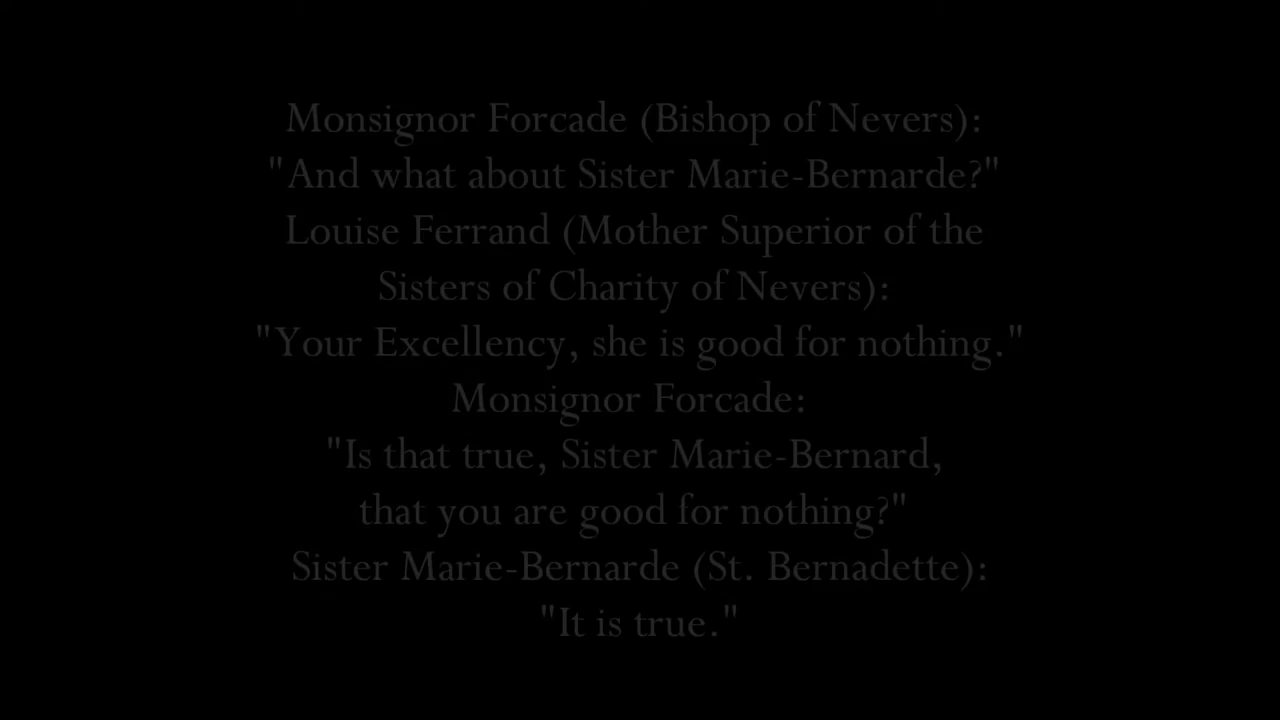 Monsignor Forcade (Bishop of Nevers):
"And what about Sister Marie-Bernarde?"
Louise Ferrand (Mother Superior of the
Sisters of Charity of Nevers):
"Your Excellency, she is good for nothing."
Monsignor Forcade:
"Is that true, Sister Marie-Bernard,
that you are good for nothing?"
Sister Marie-Bernarde (St. Bernadette):
"It is true."